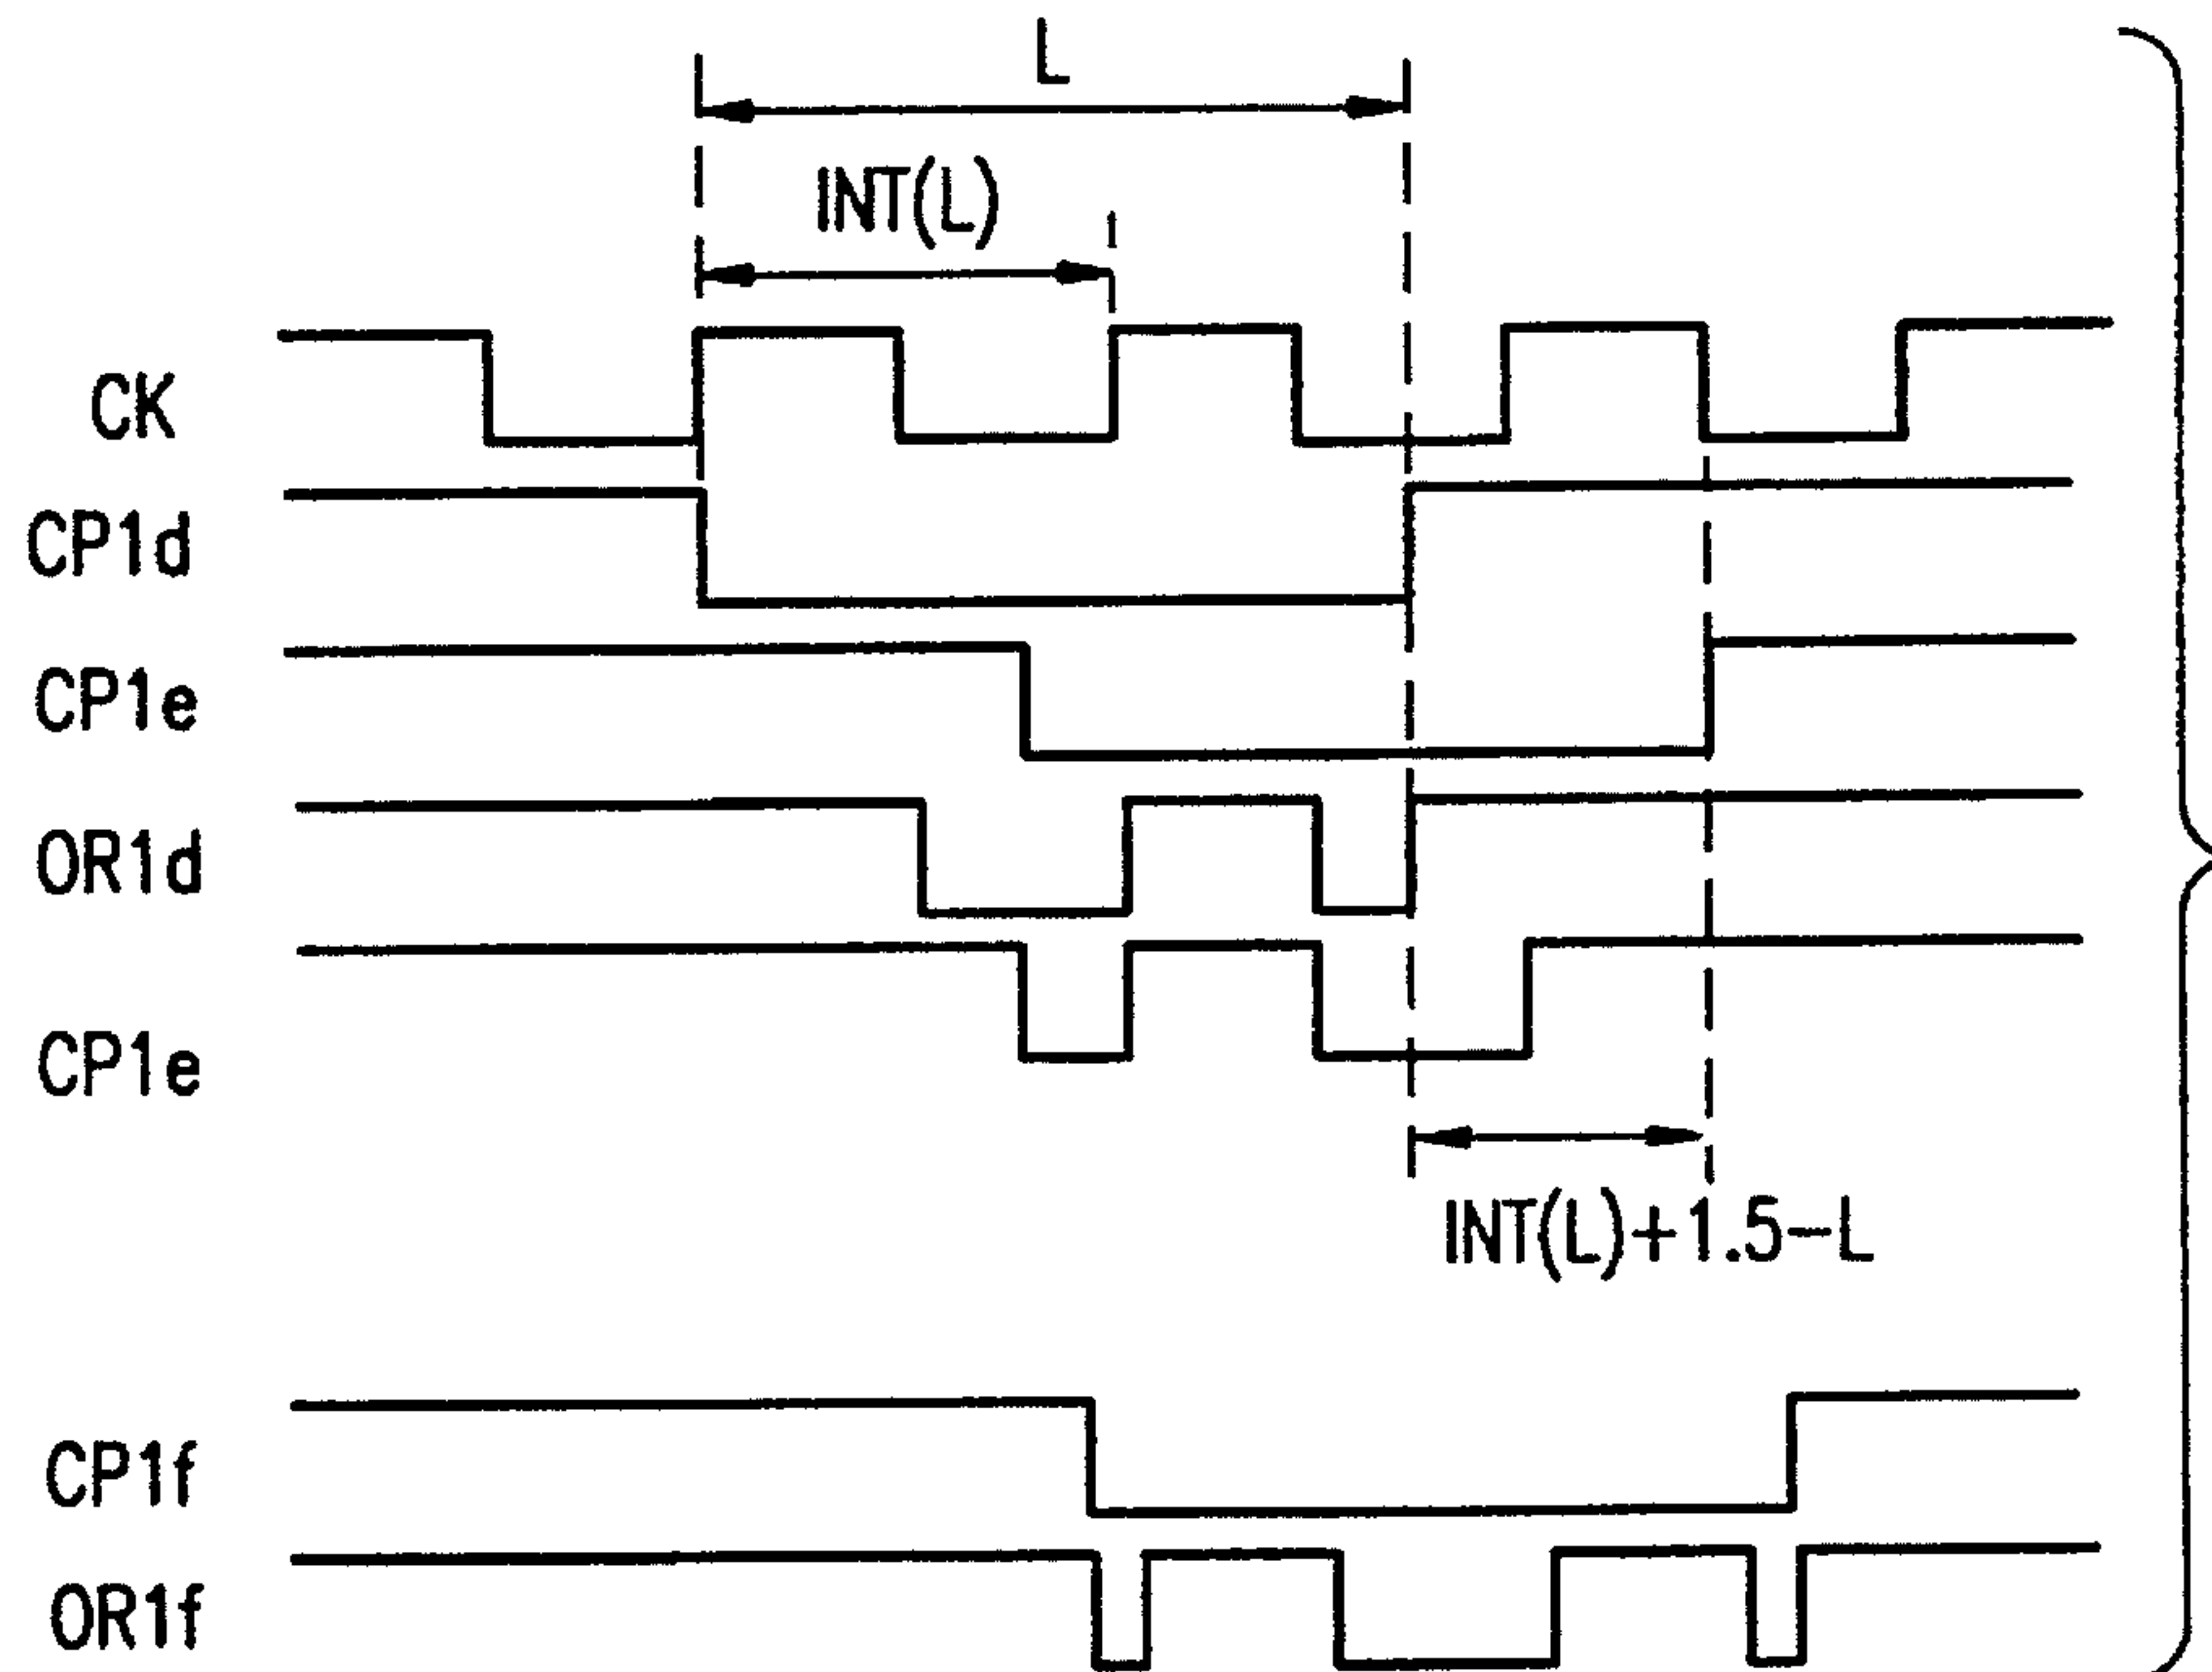 L
INT(L)
CK
CP1d
CP1e
OR1d
CP1e
INT(L)+1.5-L
CP1f
OR1f